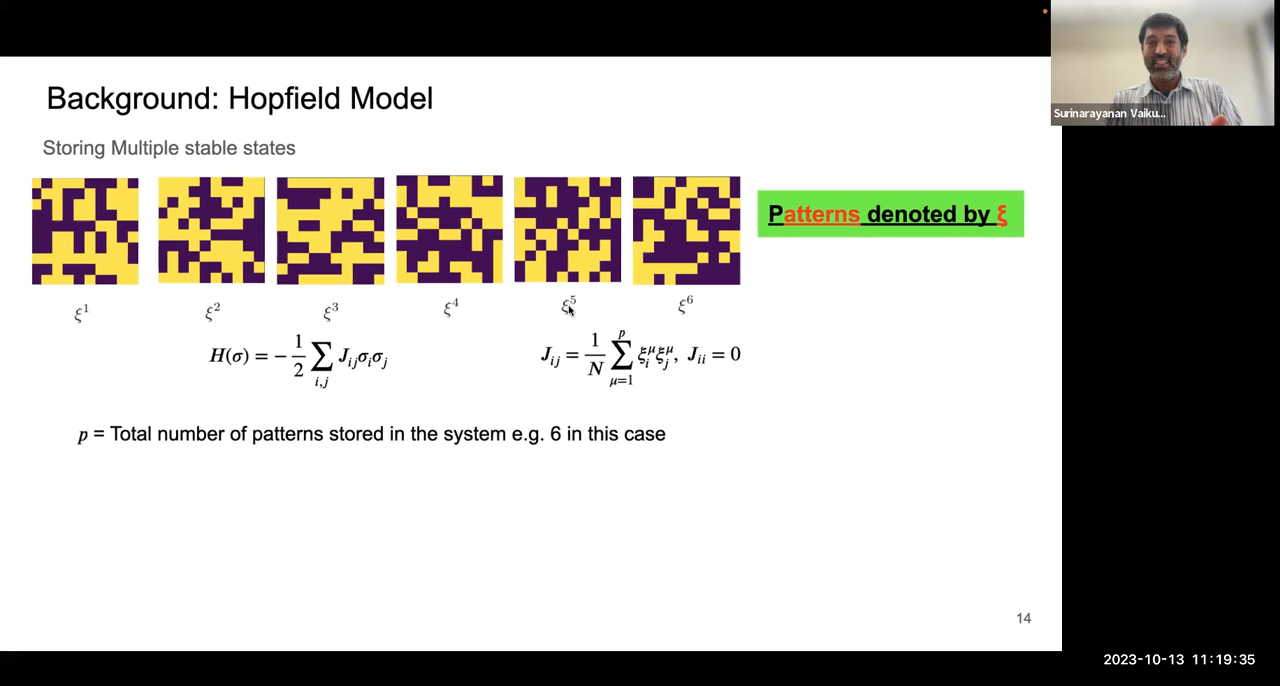 Surinarayanan Vaiku...
Background: Hopfield Model
Storing Multiple stable states
Patterns denoted by ξ
ξ¹ ξ² ξ³ ξ⁴ ξ⁵ ξ⁶
H(σ) = −1/2 ∑_{i,j} J_{ij}σ_iσ_j J_{ij} = 1/N ∑_{μ=1}^{p} ξ_i^μ ξ_j^μ, J_{ii} = 0
p = Total number of patterns stored in the system e.g. 6 in this case
14
2023-10-13 11:19:35